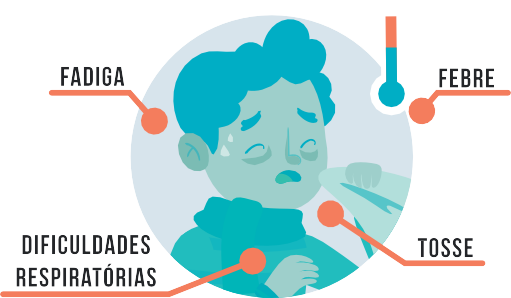 FADIGA
FEBRE
DIFICULDADES
RESPIRATÓRIAS
TOSSE